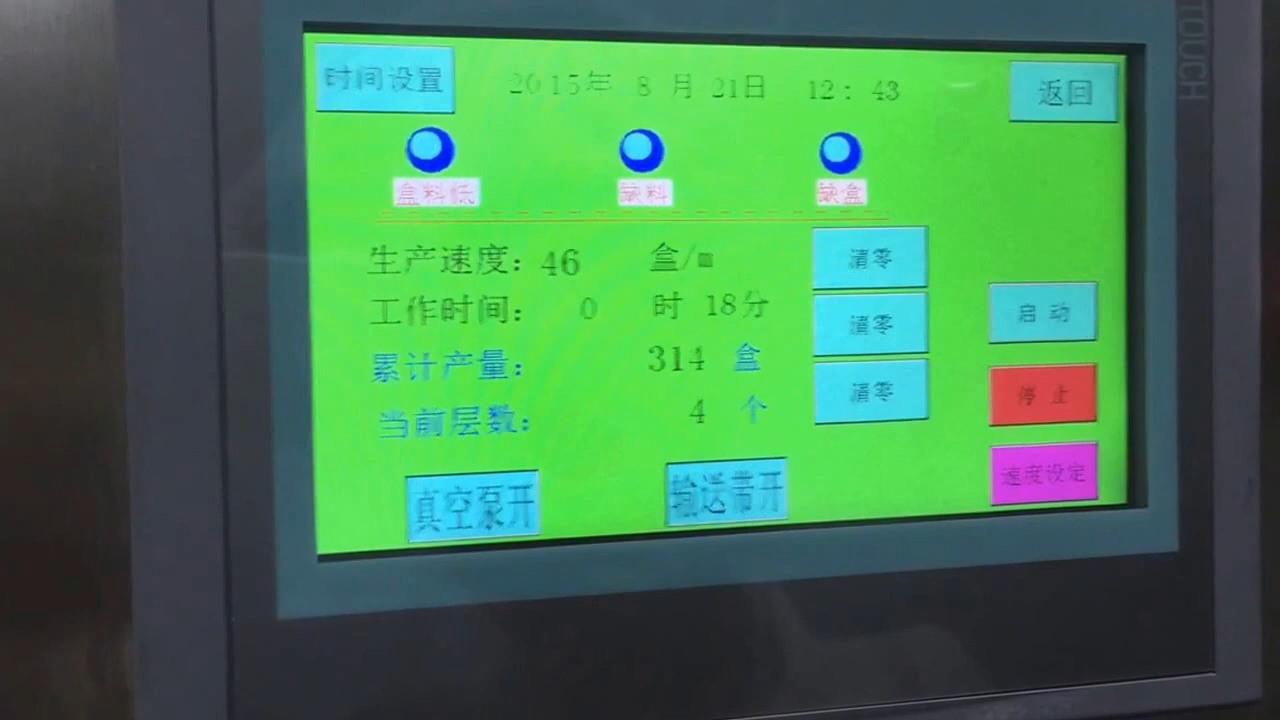 时间设置 2015年 8 月 21日 12: 43 返回
盒料低 缺料 缺盒
生产速度: 46 盒/m 清零
工作时间: 0 时 18分 清零 启 动
累计产量: 314 盒 清零 停 止
当前层数: 4 个
真空泵开 输送带开 速度设定
TOUCH